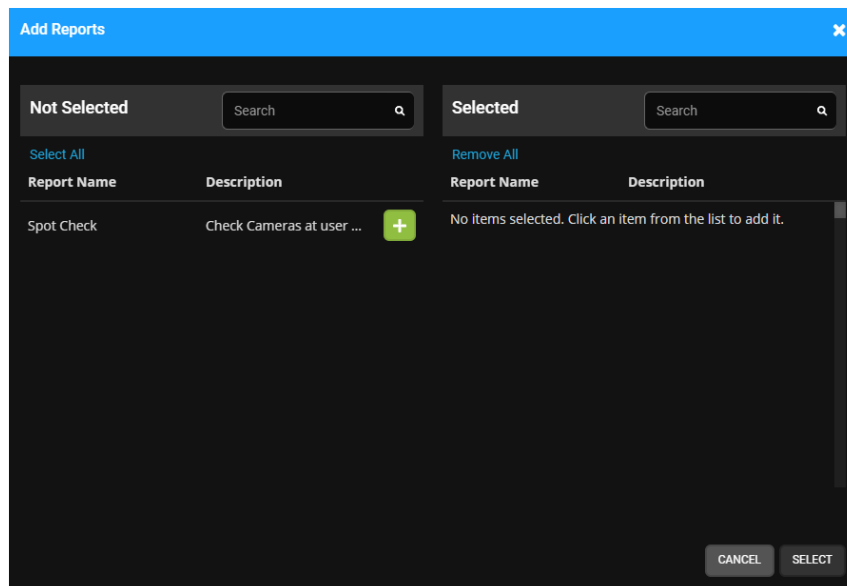 Add Reports
Not Selected
Search
Selected
Search
Select All
Remove All
Report Name Description
Report Name Description
Spot Check Check Cameras at user ...
No items selected. Click an item from the list to add it.
CANCEL SELECT